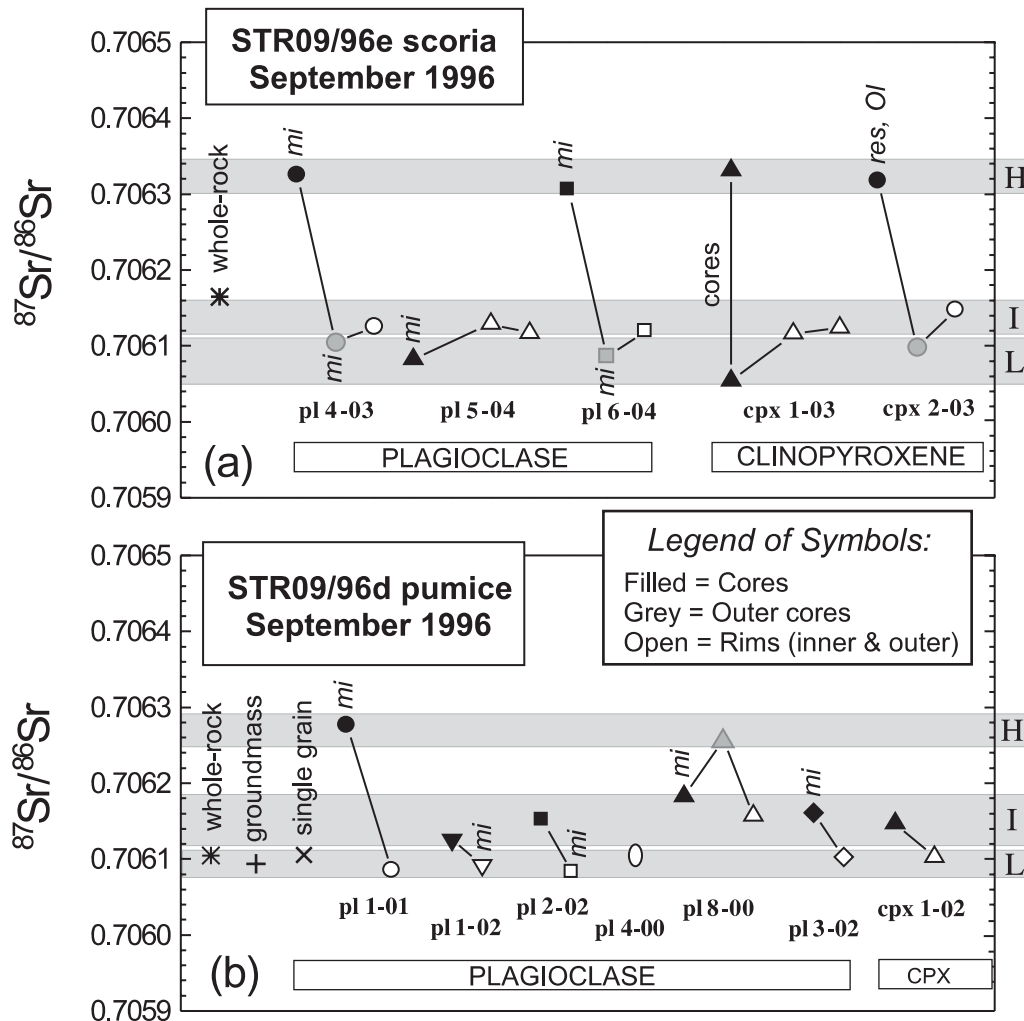 0.7065
0.7064
0.7063
0.7062
0.7061
0.7060
0.7059
87Sr/86Sr
STR09/96e scoria
September 1996
whole-rock
mi
mi
mi
mi
mi
cores
res, Ol
H
I
L
pl 4-03
pl 5-04
pl 6-04
cpx 1-03
cpx 2-03
(a)
PLAGIOCLASE
CLINOPYROXENE
0.7065
0.7064
0.7063
0.7062
0.7061
0.7060
0.7059
87Sr/86Sr
STR09/96d pumice
September 1996
Legend of Symbols:
Filled = Cores
Grey = Outer cores
Open = Rims (inner & outer)
whole-rock
groundmass
single grain
mi
mi
mi
mi
mi
H
I
L
pl 1-01
pl 1-02
pl 2-02
pl 4-00
pl 8-00
pl 3-02
cpx 1-02
(b)
PLAGIOCLASE
CPX